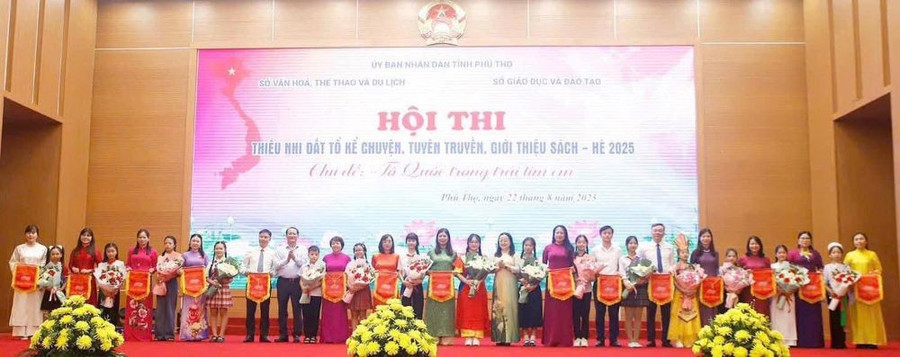 ỦY BAN NHÂN DÂN TỈNH PHÚ THỌ
SỞ VĂN HÓA, THỂ THAO VÀ DU LỊCH
SỞ GIÁO DỤC VÀ ĐÀO TẠO
HỘI THI
THIẾU NHI ĐẤT TỔ KỂ CHUYỆN, TUYÊN TRUYỀN, GIỚI THIỆU SÁCH - HÈ 2025
Chủ đề: - Tổ Quốc trong trái tim em
Phú Thọ, ngày 22 tháng 8 năm 2025